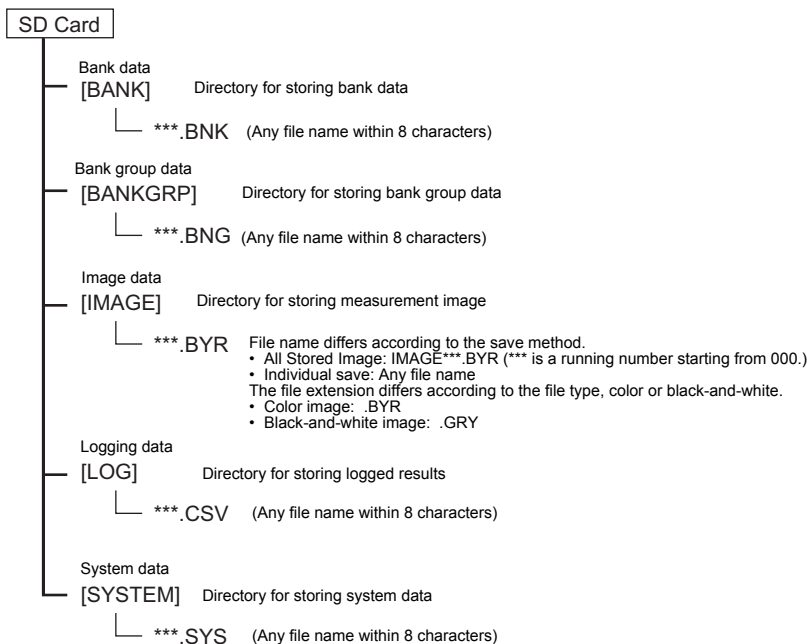 SD Card
Bank data
[BANK] Directory for storing bank data
***.BNK (Any file name within 8 characters)
Bank group data
[BANKGRP] Directory for storing bank group data
***.BNG (Any file name within 8 characters)
Image data
[IMAGE] Directory for storing measurement image
***.BYR File name differs according to the save method.
• All Stored Image: IMAGE***.BYR (*** is a running number starting from 000.)
• Individual save: Any file name
The file extension differs according to the file type, color or black-and-white.
• Color image: .BYR
• Black-and-white image: .GRY
Logging data
[LOG] Directory for storing logged results
***.CSV (Any file name within 8 characters)
System data
[SYSTEM] Directory for storing system data
***.SYS (Any file name within 8 characters)